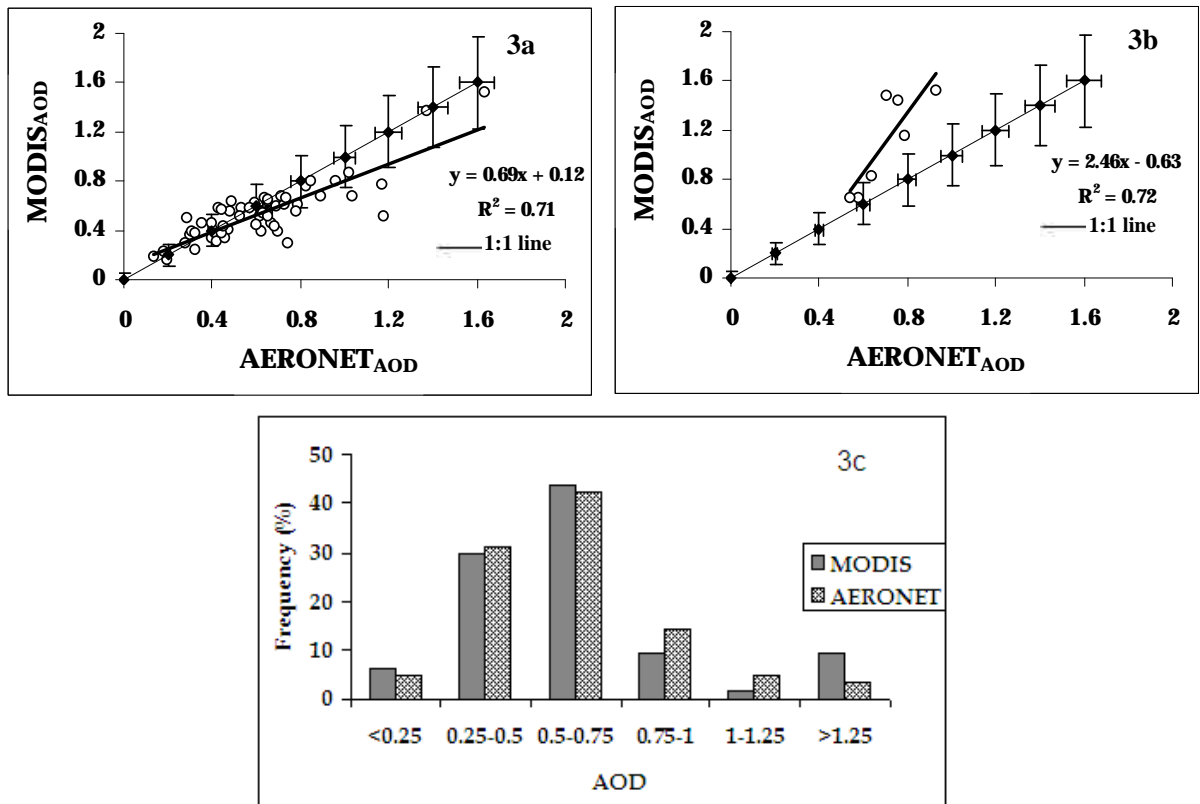 3a
MODISAOD
2
1.6
1.2
0.8
0.4
0
y = 0.69x + 0.12
R2 = 0.71
1:1 line
0 0.4 0.8 1.2 1.6 2
AERONETAOD
3b
MODISAOD
2
1.6
1.2
0.8
0.4
0
y = 2.46x - 0.63
R2 = 0.72
1:1 line
0 0.4 0.8 1.2 1.6 2
AERONETAOD
3c
Frequency (%)
50
40
30
20
10
0
MODIS
AERONET
<0.25 0.25-0.5 0.5-0.75 0.75-1 1-1.25 >1.25
AOD